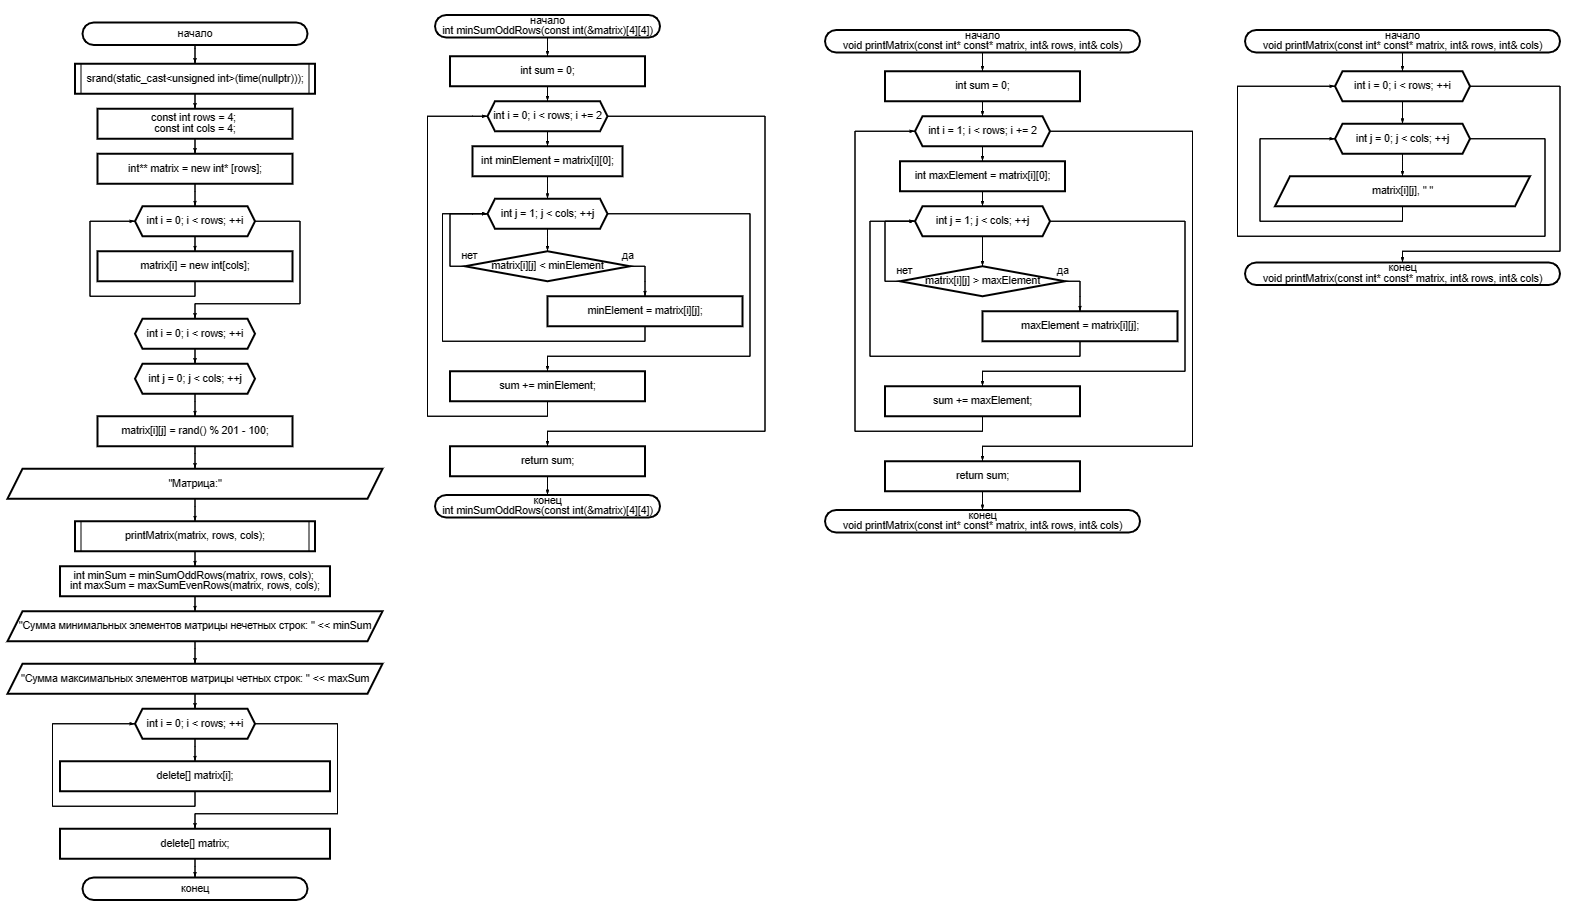 начало
srand(static_cast<unsigned int>(time(nullptr)));
const int rows = 4;
const int cols = 4;
int** matrix = new int* [rows];
int i = 0; i < rows; ++i
matrix[i] = new int[cols];
int i = 0; i < rows; ++i
int j = 0; j < cols; ++j
matrix[i][j] = rand() % 201 - 100;
"Матрица:"
printMatrix(matrix, rows, cols);
int minSum = minSumOddRows(matrix, rows, cols);
int maxSum = maxSumEvenRows(matrix, rows, cols);
"Сумма минимальных элементов матрицы нечетных строк: " << minSum
"Сумма максимальных элементов матрицы четных строк: " << maxSum
int i = 0; i < rows; ++i
delete[] matrix[i];
delete[] matrix;
конец
начало
int minSumOddRows(const int(&matrix)[4][4])
int sum = 0;
int i = 0; i < rows; i += 2
int minElement = matrix[i][0];
int j = 1; j < cols; ++j
нет
да
matrix[i][j] < minElement
minElement = matrix[i][j];
sum += minElement;
return sum;
конец
int minSumOddRows(const int(&matrix)[4][4])
начало
void printMatrix(const int* const* matrix, int& rows, int& cols)
int sum = 0;
int i = 1; i < rows; i += 2
int maxElement = matrix[i][0];
int j = 1; j < cols; ++j
нет
да
matrix[i][j] > maxElement
maxElement = matrix[i][j];
sum += maxElement;
return sum;
конец
void printMatrix(const int* const* matrix, int& rows, int& cols)
начало
void printMatrix(const int* const* matrix, int& rows, int& cols)
int i = 0; i < rows; ++i
int j = 0; j < cols; ++j
matrix[i][j], " "
конец
void printMatrix(const int* const* matrix, int& rows, int& cols)